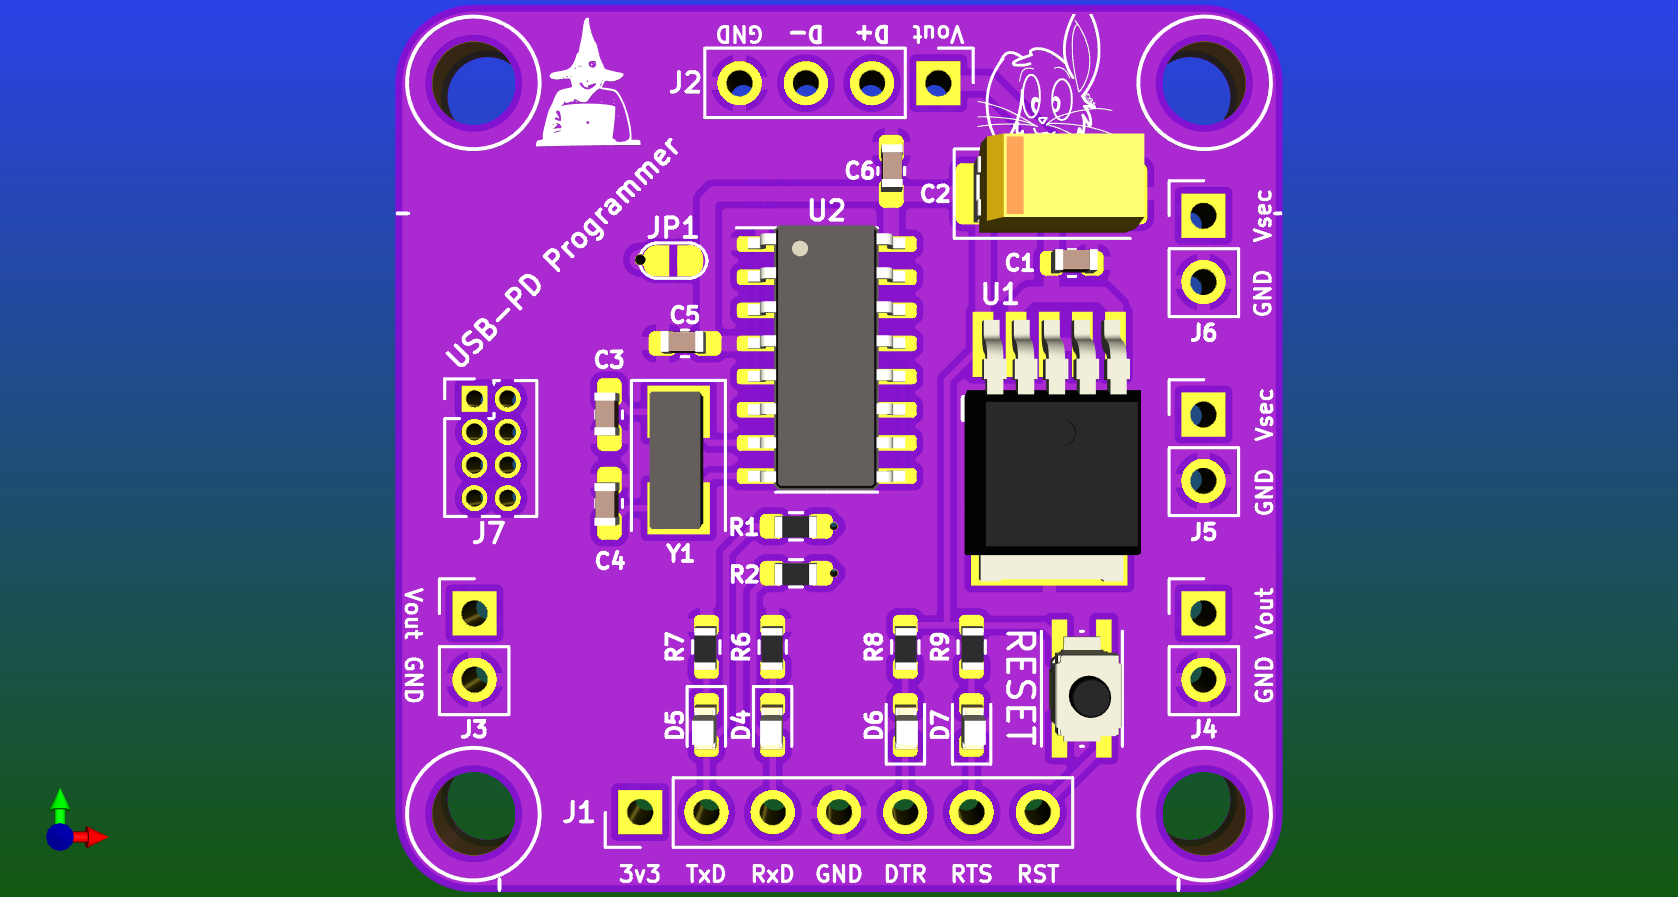 GND D- D+ Vout
J2
USB-PD Programmer
C6
C2
U2
JP1
Vsec
GND
J6
C1
U1
C5
C3
Vsec
GND
J5
J7
C4
Y1
R1
R2
Vout
GND
J3
R7
R6
R8
R9
RESET
Vout
GND
J4
D5
D4
D6
D7
J1
3v3 TxD RxD GND DTR RTS RST